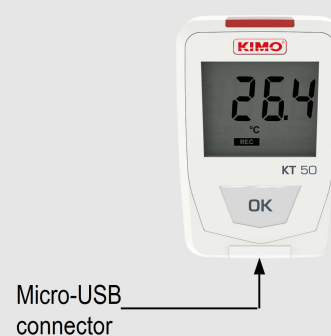 KIMO
26.4
°C
REC
KT 50
OK
Micro-USB
connector